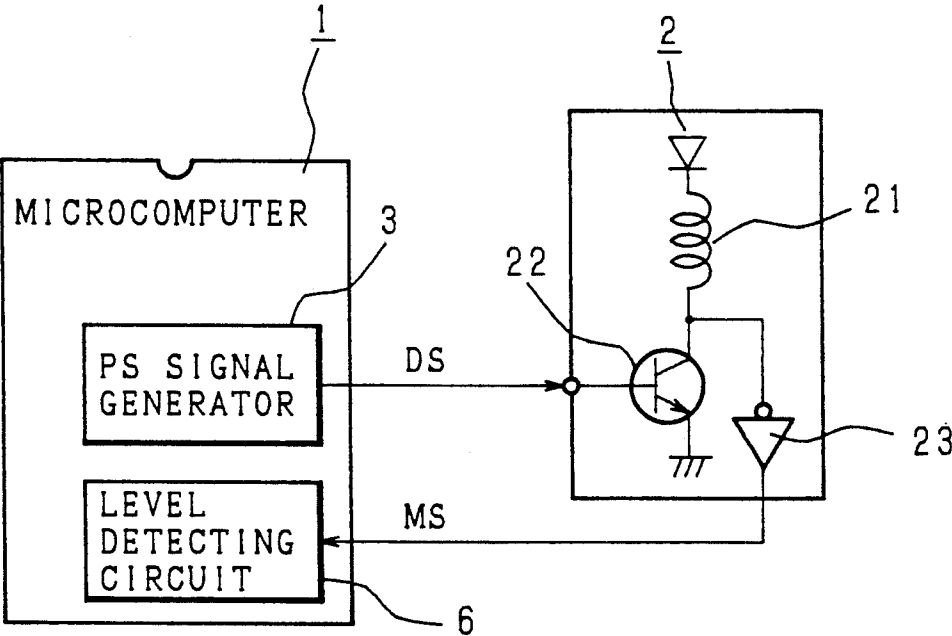 1
2
MICROCOMPUTER
3
21
22
PS SIGNAL
GENERATOR
DS
23
LEVEL
DETECTING
CIRCUIT
MS
6